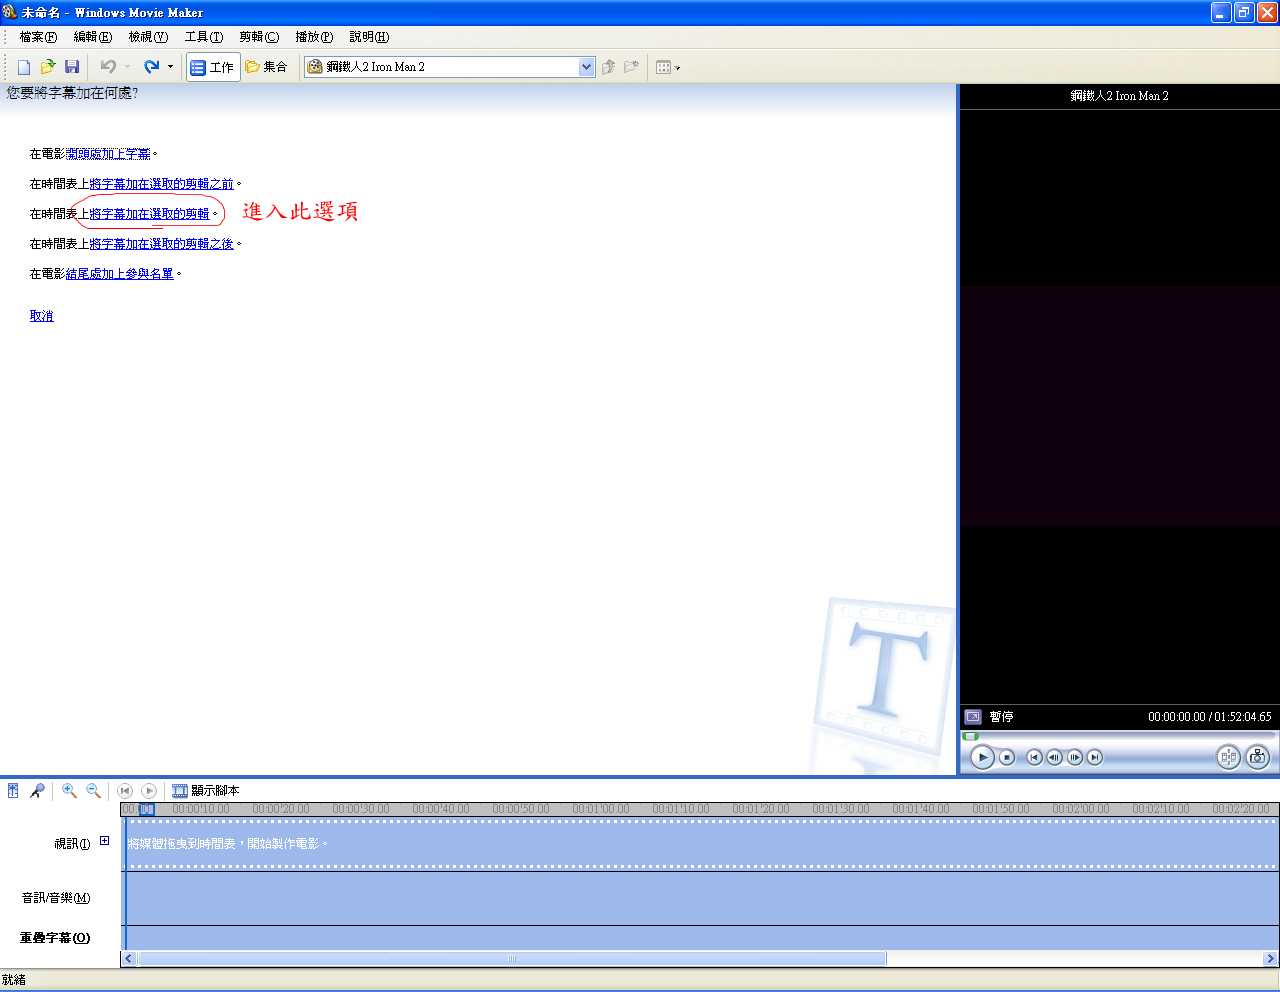 未命名 - Windows Movie Maker
檔案(F) 編輯(E) 檢視(V) 工具(T) 剪輯(C) 播放(P) 說明(H)
工作 集合 鋼鐵人2 Iron Man 2
您要將字幕加在何處?
鋼鐵人2 Iron Man 2
在電影開頭處加上字幕。
在時間表上將字幕加在選取的剪輯之前。
在時間表上將字幕加在選取的剪輯。 進入此選項
在時間表上將字幕加在選取的剪輯之後。
在電影結尾處加上參與名單。
取消
T
暫停 00:00:00.00 / 01:52:04.65
顯示腳本
00 00:00'10.00 00:00'20.00 00:00'30.00 00:00'40.00 00:00'50.00 00:01'00.00 00:01'10.00 00:01'20.00 00:01'30.00 00:01'40.00 00:01'50.00 00:02'00.00 00:02'10.00 00:02'20.00
視訊(I) 將媒體拖曳到時間表，開始製作電影。
音訊/音樂(M)
重疊字幕(O)
就緒